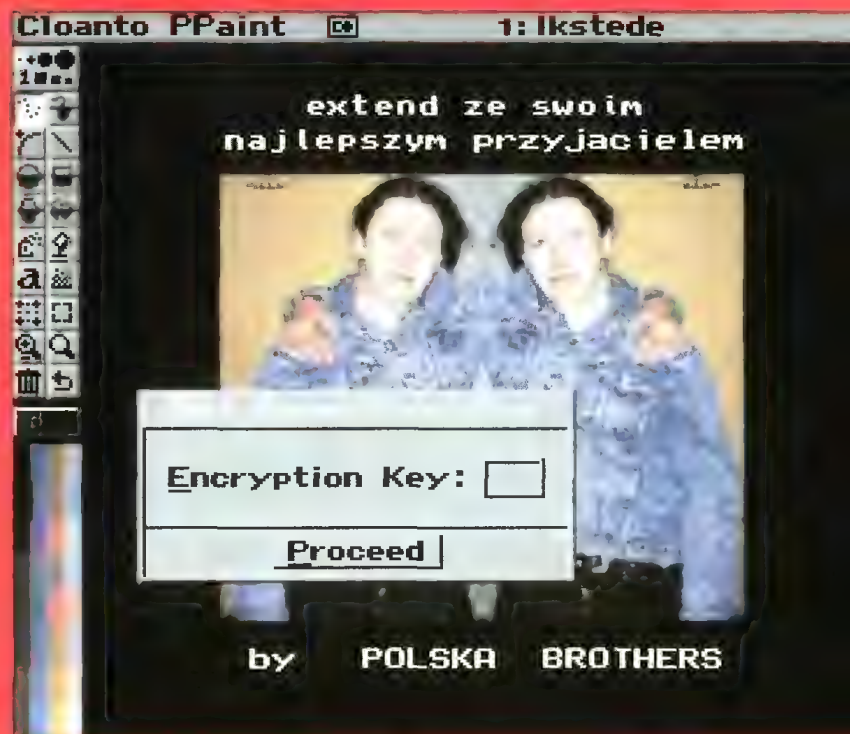 Cloanto PPaint
1: Ikstede
extend ze swoim
najlepszym przyjacielem
Encryption Key:
Proceed
by POLSKA BROTHERS